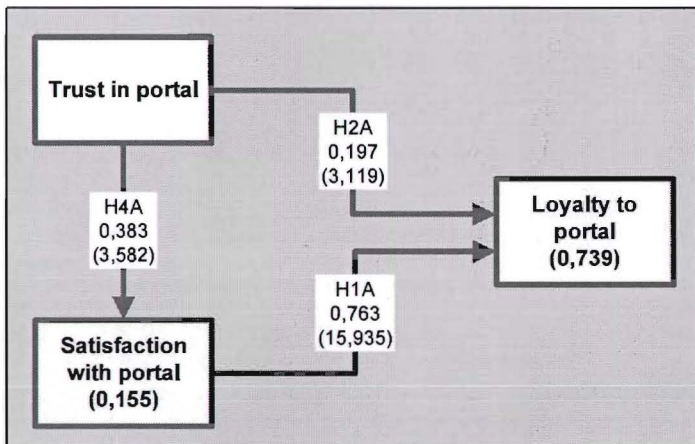 Trust in portal
H2A
0,197
(3,119)
H4A
0,383
(3,582)
Loyalty to
portal
(0,739)
H1A
0,763
(15,935)
Satisfaction
with portal
(0,155)